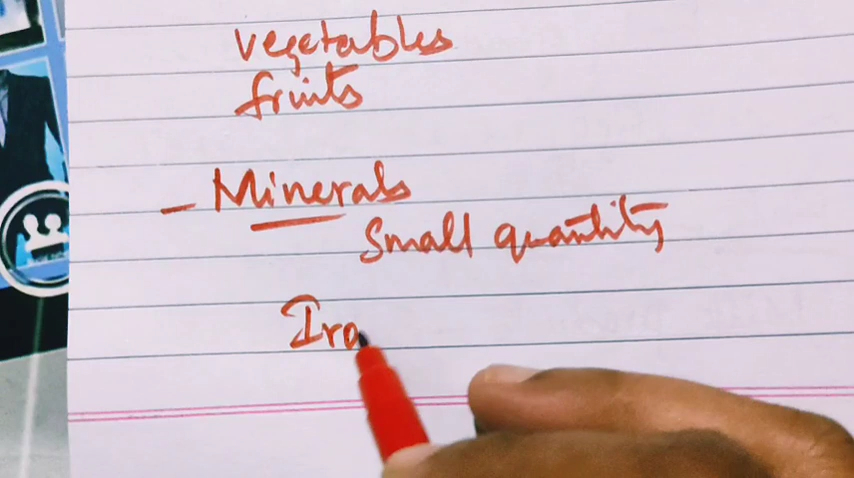 vegetables
fruits
- Minerals
Small quantity
Iro